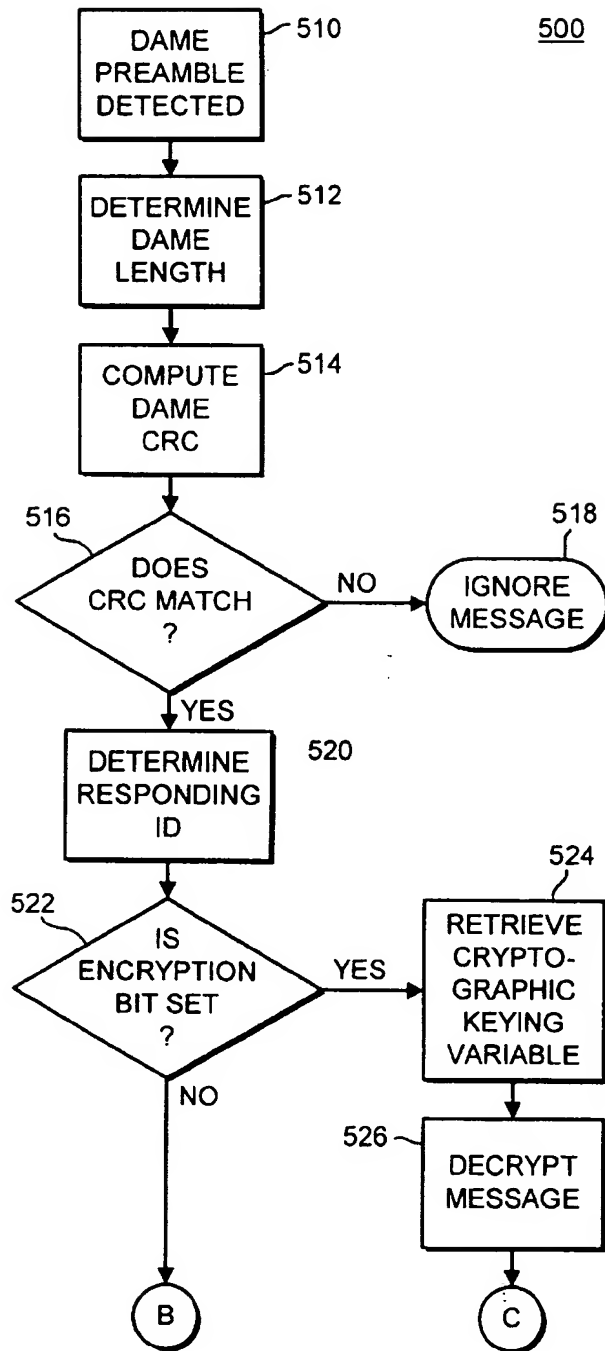 500
510
DAME
PREAMBLE
DETECTED
512
DETERMINE
DAME
LENGTH
514
COMPUTE
DAME
CRC
516
DOES
CRC MATCH
?
NO
518
IGNORE
MESSAGE
YES
520
DETERMINE
RESPONDING
ID
522
IS
ENCRYPTION
BIT SET
?
YES
524
RETRIEVE
CRYPTO-
GRAPHIC
KEYING
VARIABLE
NO
526
DECRYPT
MESSAGE
B
C